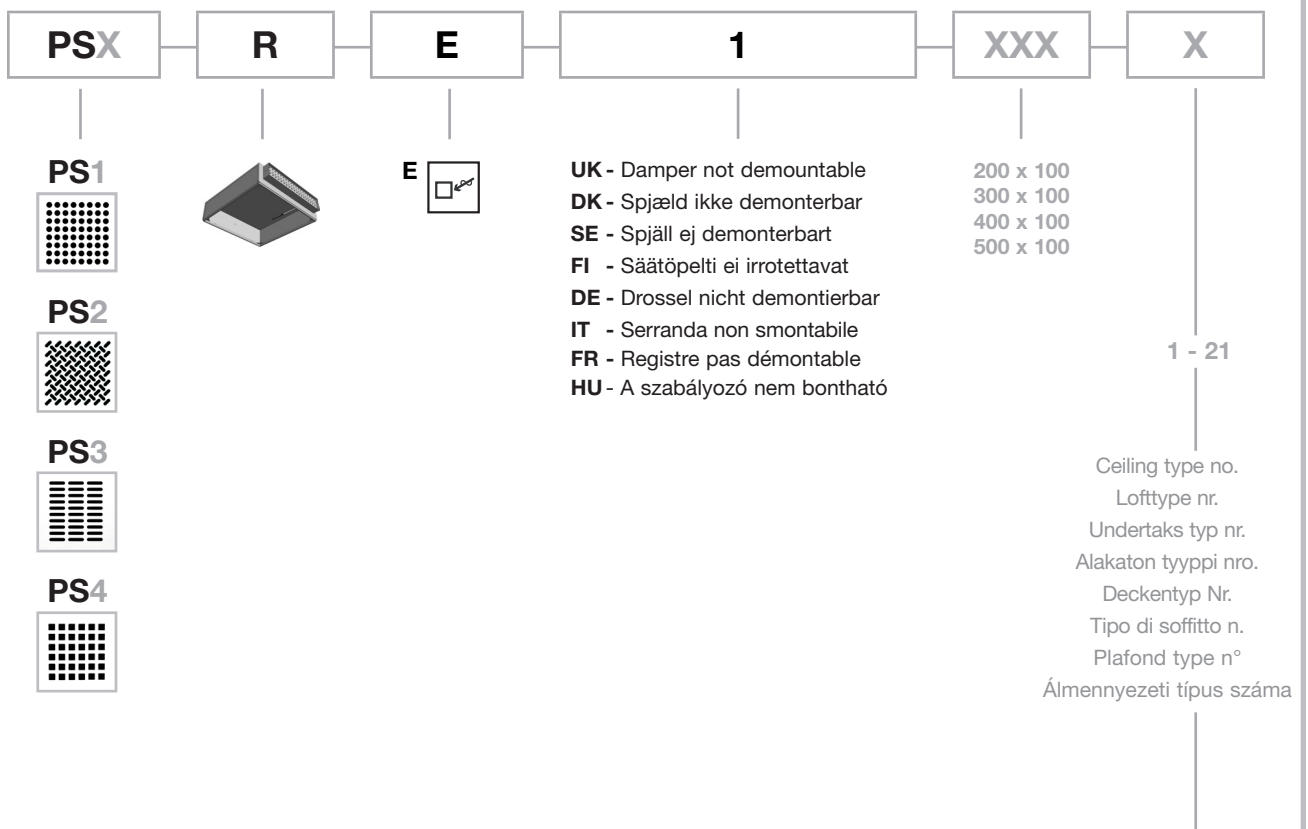 PSX R E 1 XXX X
PS1
PS2
PS3
PS4
E
UK - Damper not demountable
DK - Spjæld ikke demonterbar
SE - Spjäll ej demonterbart
FI - Säätöpelti ei irrotettavat
DE - Drossel nicht demontierbar
IT - Serranda non smontabile
FR - Registre pas démontable
HU - A szabályozó nem bontható
200 x 100
300 x 100
400 x 100
500 x 100
1 - 21
Ceiling type no.
Lofttype nr.
Undertaks typ nr.
Alakaton tyyppi nro.
Deckentyp Nr.
Tipo di soffitto n.
Plafond type n°
Álmennyezeti típus száma